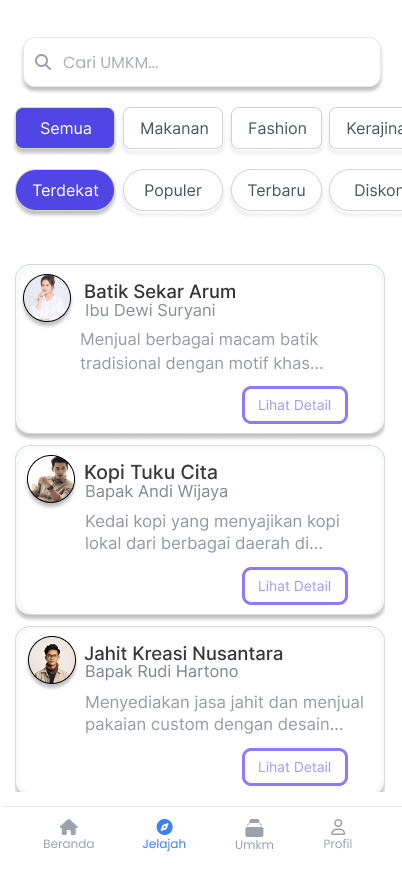 Cari UMKM...
Semua Makanan Fashion Kerajina
Terdekat Populer Terbaru Diskon
Batik Sekar Arum
Ibu Dewi Suryani
Menjual berbagai macam batik
tradisional dengan motif khas...
Lihat Detail
Kopi Tuku Cita
Bapak Andi Wijaya
Kedai kopi yang menyajikan kopi
lokal dari berbagai daerah di...
Lihat Detail
Jahit Kreasi Nusantara
Bapak Rudi Hartono
Menyediakan jasa jahit dan menjual
pakaian custom dengan desain...
Lihat Detail
Beranda Jelajah Umkm Profil